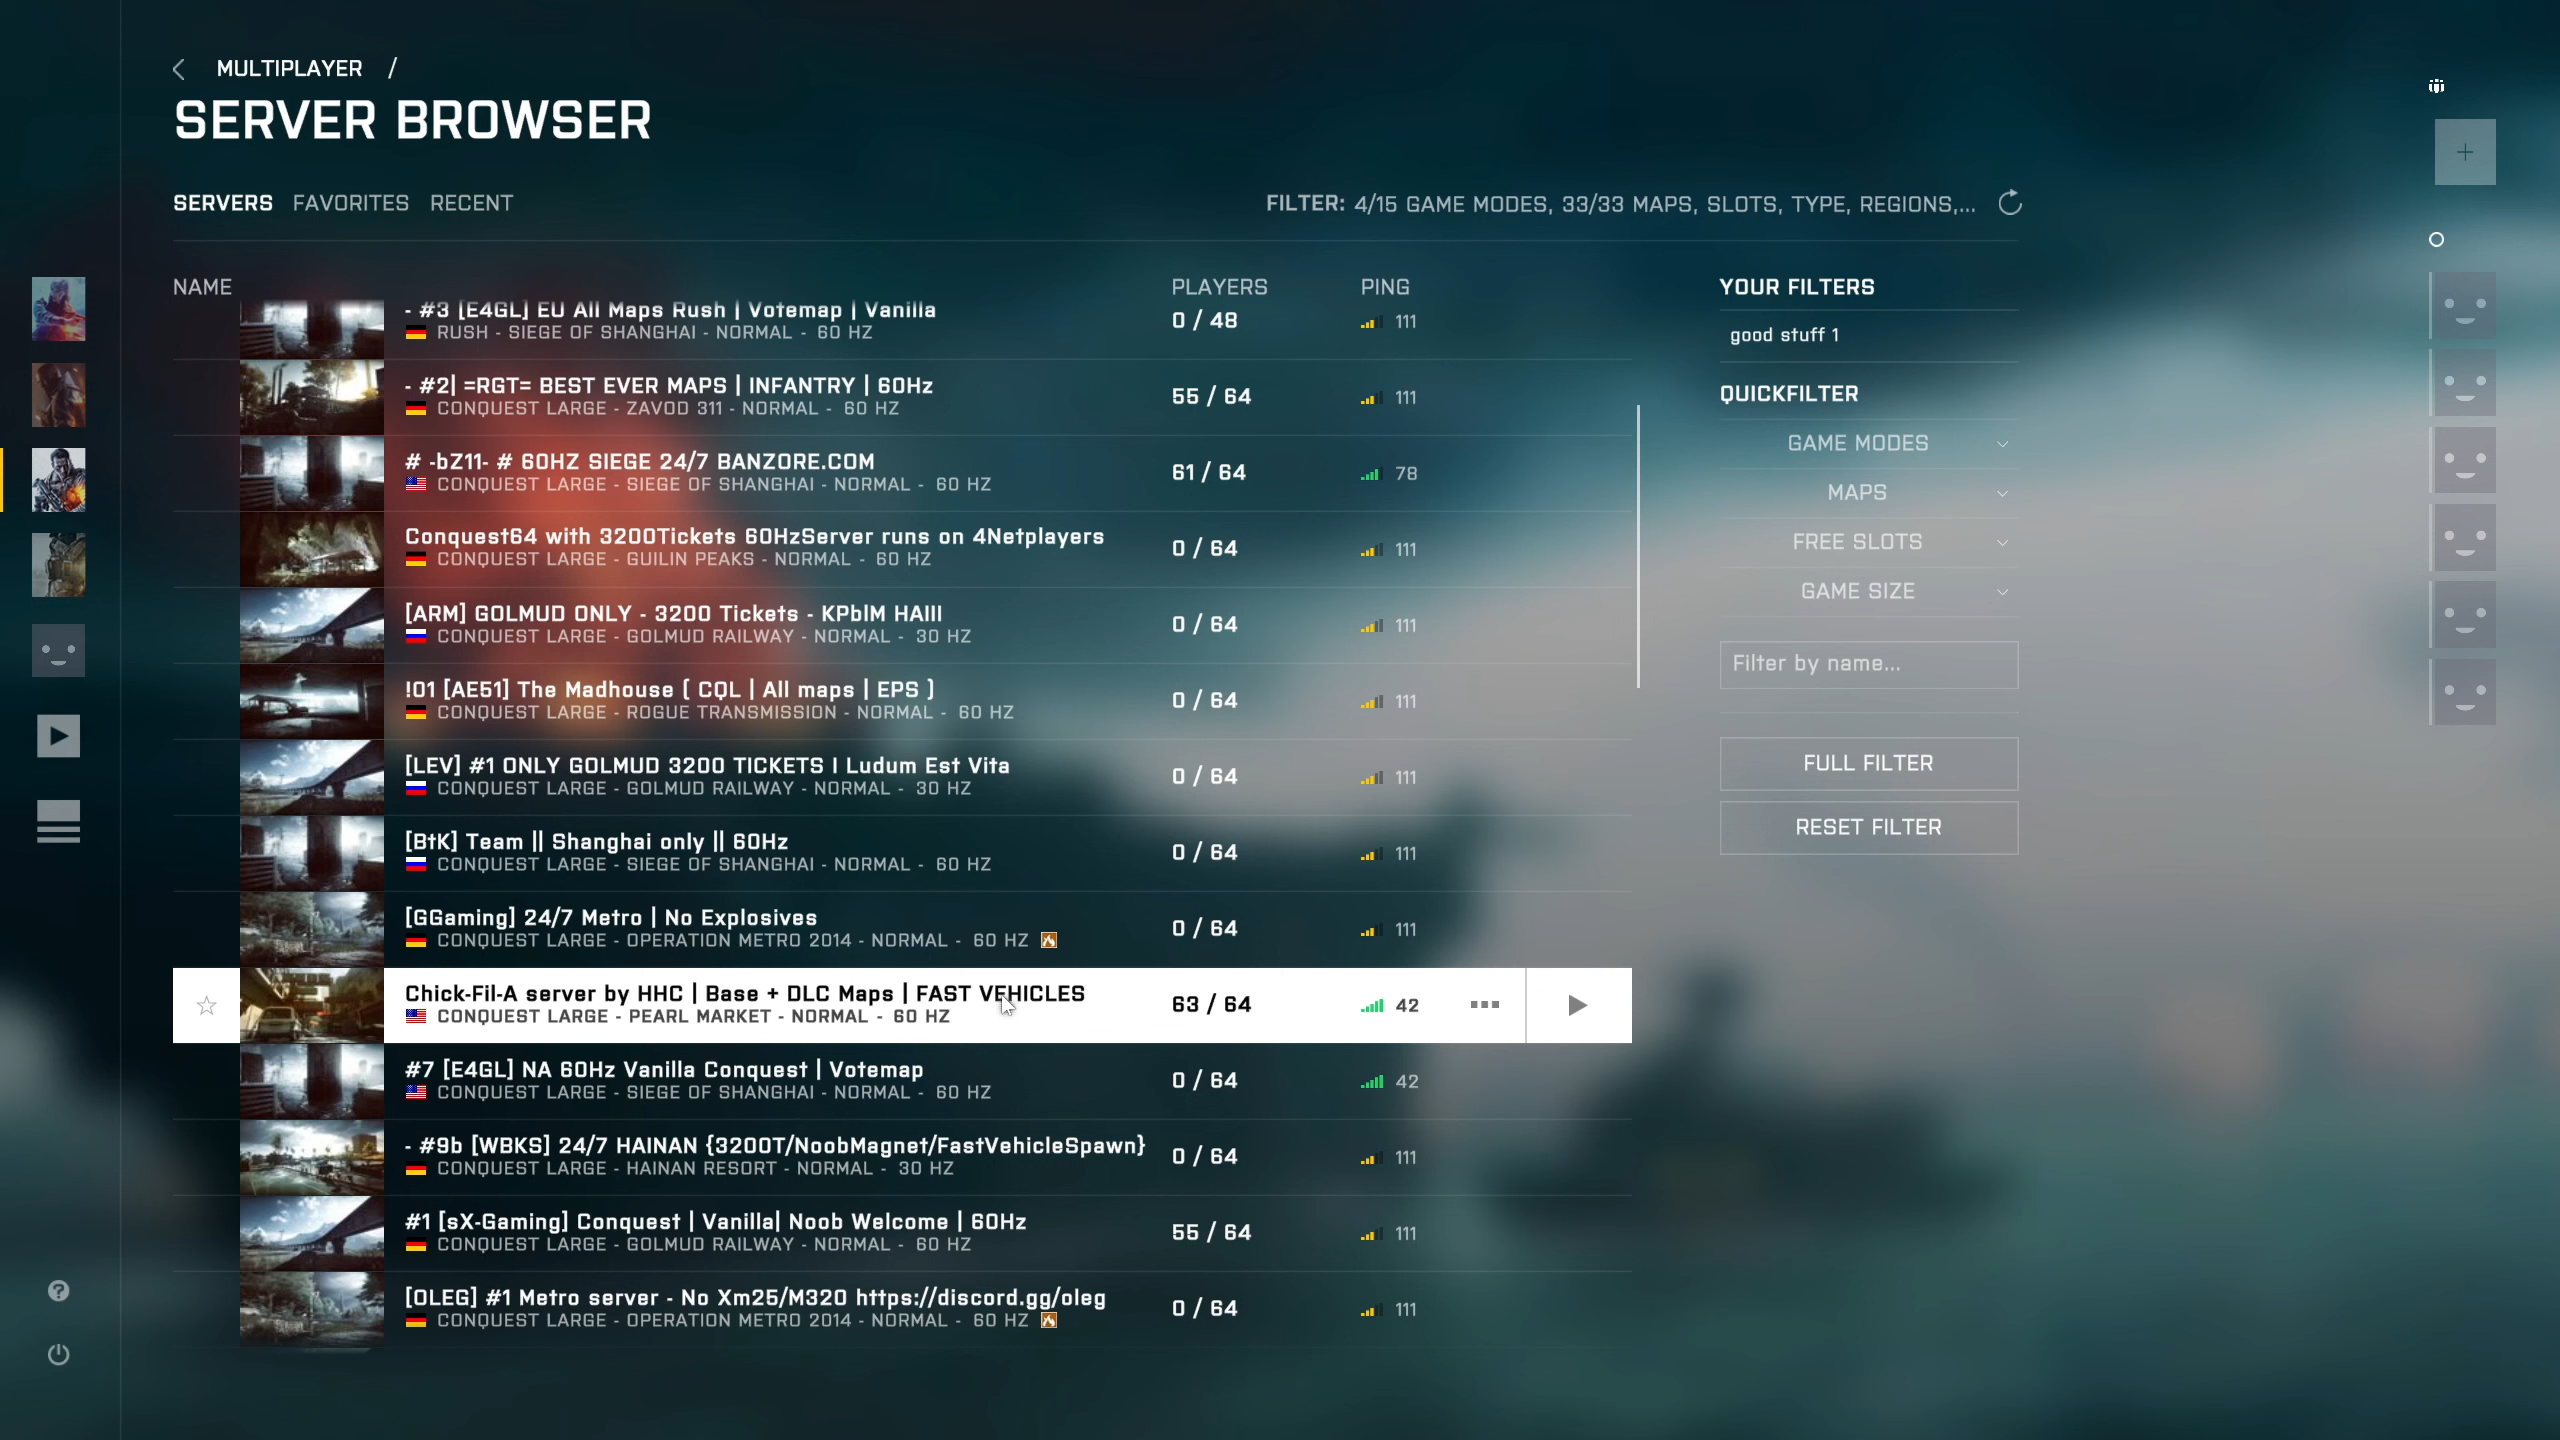 MULTIPLAYER /
SERVER BROWSER
SERVERS FAVORITES RECENT
FILTER: 4/15 GAME MODES, 33/33 MAPS, SLOTS, TYPE, REGIONS,...
NAME PLAYERS PING
- #3 [E4GL] EU All Maps Rush | Votemap | Vanilla
RUSH - SIEGE OF SHANGHAI - NORMAL - 60 HZ
0 / 48 111
- #2| =RGT= BEST EVER MAPS | INFANTRY | 60Hz
CONQUEST LARGE - ZAVOD 311 - NORMAL - 60 HZ
55 / 64 111
# -bZ11- # 60HZ SIEGE 24/7 BANZORE.COM
CONQUEST LARGE - SIEGE OF SHANGHAI - NORMAL - 60 HZ
61 / 64 78
Conquest64 with 3200Tickets 60HzServer runs on 4Netplayers
CONQUEST LARGE - GUILIN PEAKS - NORMAL - 60 HZ
0 / 64 111
[ARM] GOLMUD ONLY - 3200 Tickets - KPblM HAIII
CONQUEST LARGE - GOLMUD RAILWAY - NORMAL - 30 HZ
0 / 64 111
!01 [AE51] The Madhouse ( CQL | All maps | EPS )
CONQUEST LARGE - ROGUE TRANSMISSION - NORMAL - 60 HZ
0 / 64 111
[LEV] #1 ONLY GOLMUD 3200 TICKETS I Ludum Est Vita
CONQUEST LARGE - GOLMUD RAILWAY - NORMAL - 30 HZ
0 / 64 111
[BtK] Team || Shanghai only || 60Hz
CONQUEST LARGE - SIEGE OF SHANGHAI - NORMAL - 60 HZ
0 / 64 111
[GGaming] 24/7 Metro | No Explosives
CONQUEST LARGE - OPERATION METRO 2014 - NORMAL - 60 HZ
0 / 64 111
Chick-Fil-A server by HHC | Base + DLC Maps | FAST VEHICLES
CONQUEST LARGE - PEARL MARKET - NORMAL - 60 HZ
63 / 64 42
#7 [E4GL] NA 60Hz Vanilla Conquest | Votemap
CONQUEST LARGE - SIEGE OF SHANGHAI - NORMAL - 60 HZ
0 / 64 42
- #9b [WBKS] 24/7 HAINAN {3200T/NoobMagnet/FastVehicleSpawn}
CONQUEST LARGE - HAINAN RESORT - NORMAL - 30 HZ
0 / 64 111
#1 [sX-Gaming] Conquest | Vanilla| Noob Welcome | 60Hz
CONQUEST LARGE - GOLMUD RAILWAY - NORMAL - 60 HZ
55 / 64 111
[OLEG] #1 Metro server - No Xm25/M320 https://discord.gg/oleg
CONQUEST LARGE - OPERATION METRO 2014 - NORMAL - 60 HZ
0 / 64 111
YOUR FILTERS
good stuff 1
QUICKFILTER
GAME MODES
MAPS
FREE SLOTS
GAME SIZE
Filter by name...
FULL FILTER
RESET FILTER